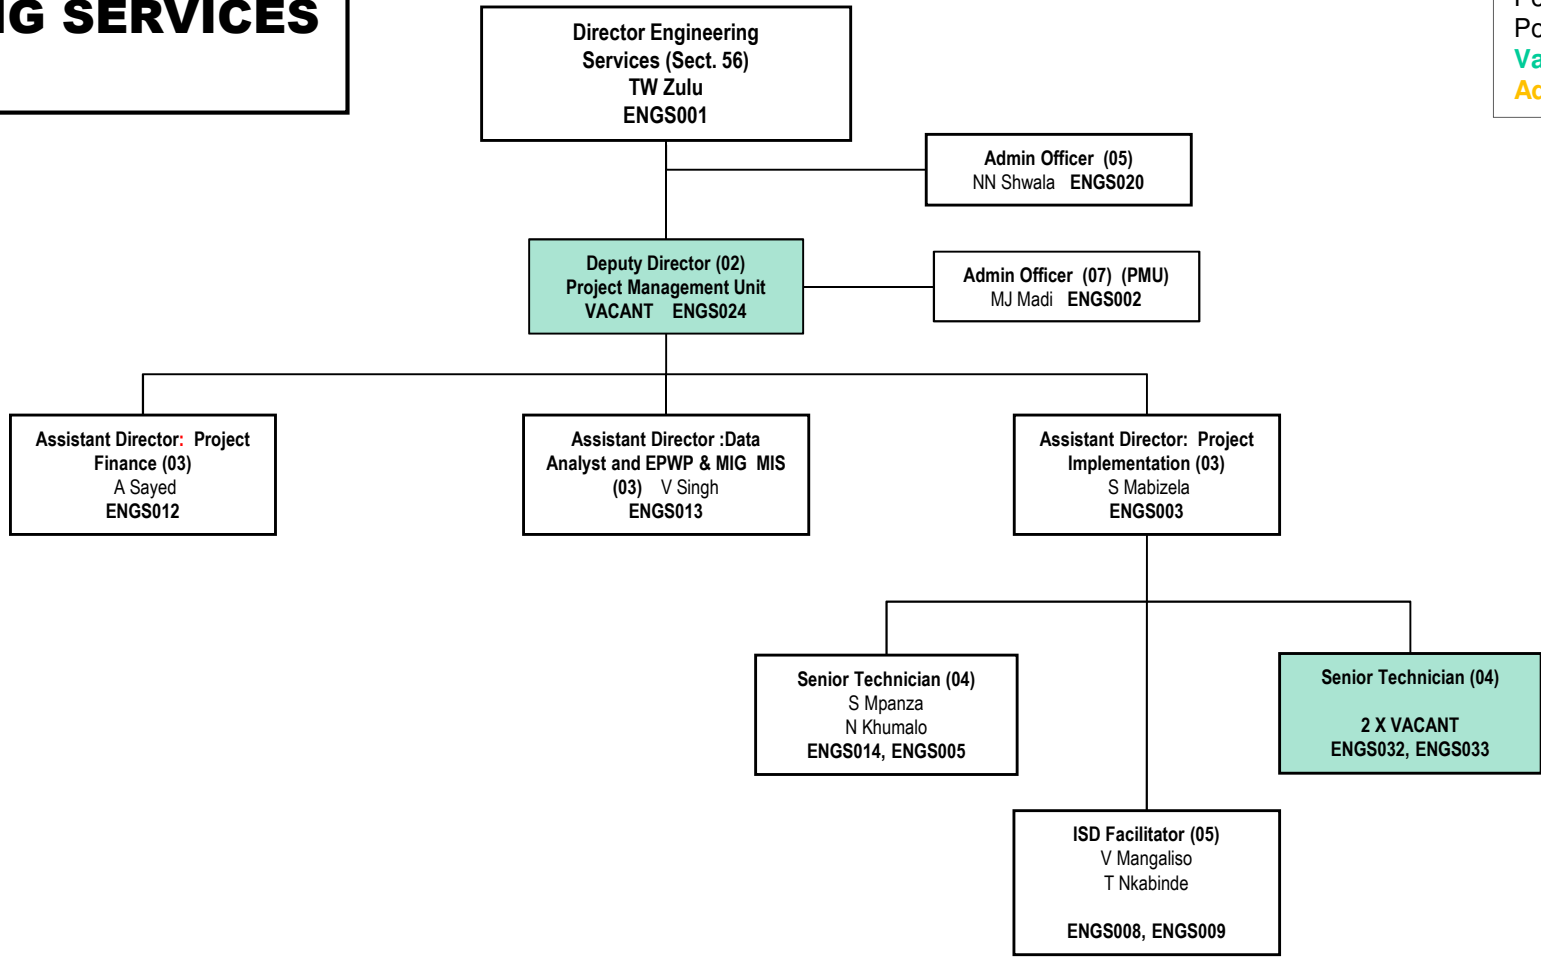 SERVICES
Director Engineering
Services (Sect. 56)
TW Zulu
ENGS001
Admin Officer (05)
NN Shwala ENGS020
Deputy Director (02)
Project Management Unit
VACANT ENGS024
Admin Officer (07) (PMU)
MJ Madi ENGS002
Assistant Director: Project
Finance (03)
A Sayed
ENGS012
Assistant Director :Data
Analyst and EPWP & MIG MIS
(03) V Singh
ENGS013
Assistant Director: Project
Implementation (03)
S Mabizela
ENGS003
Senior Technician (04)
S Mpanza
N Khumalo
ENGS014, ENGS005
Senior Technician (04)
2 X VACANT
ENGS032, ENGS033
ISD Facilitator (05)
V Mangaliso
T Nkabinde
ENGS008, ENGS009